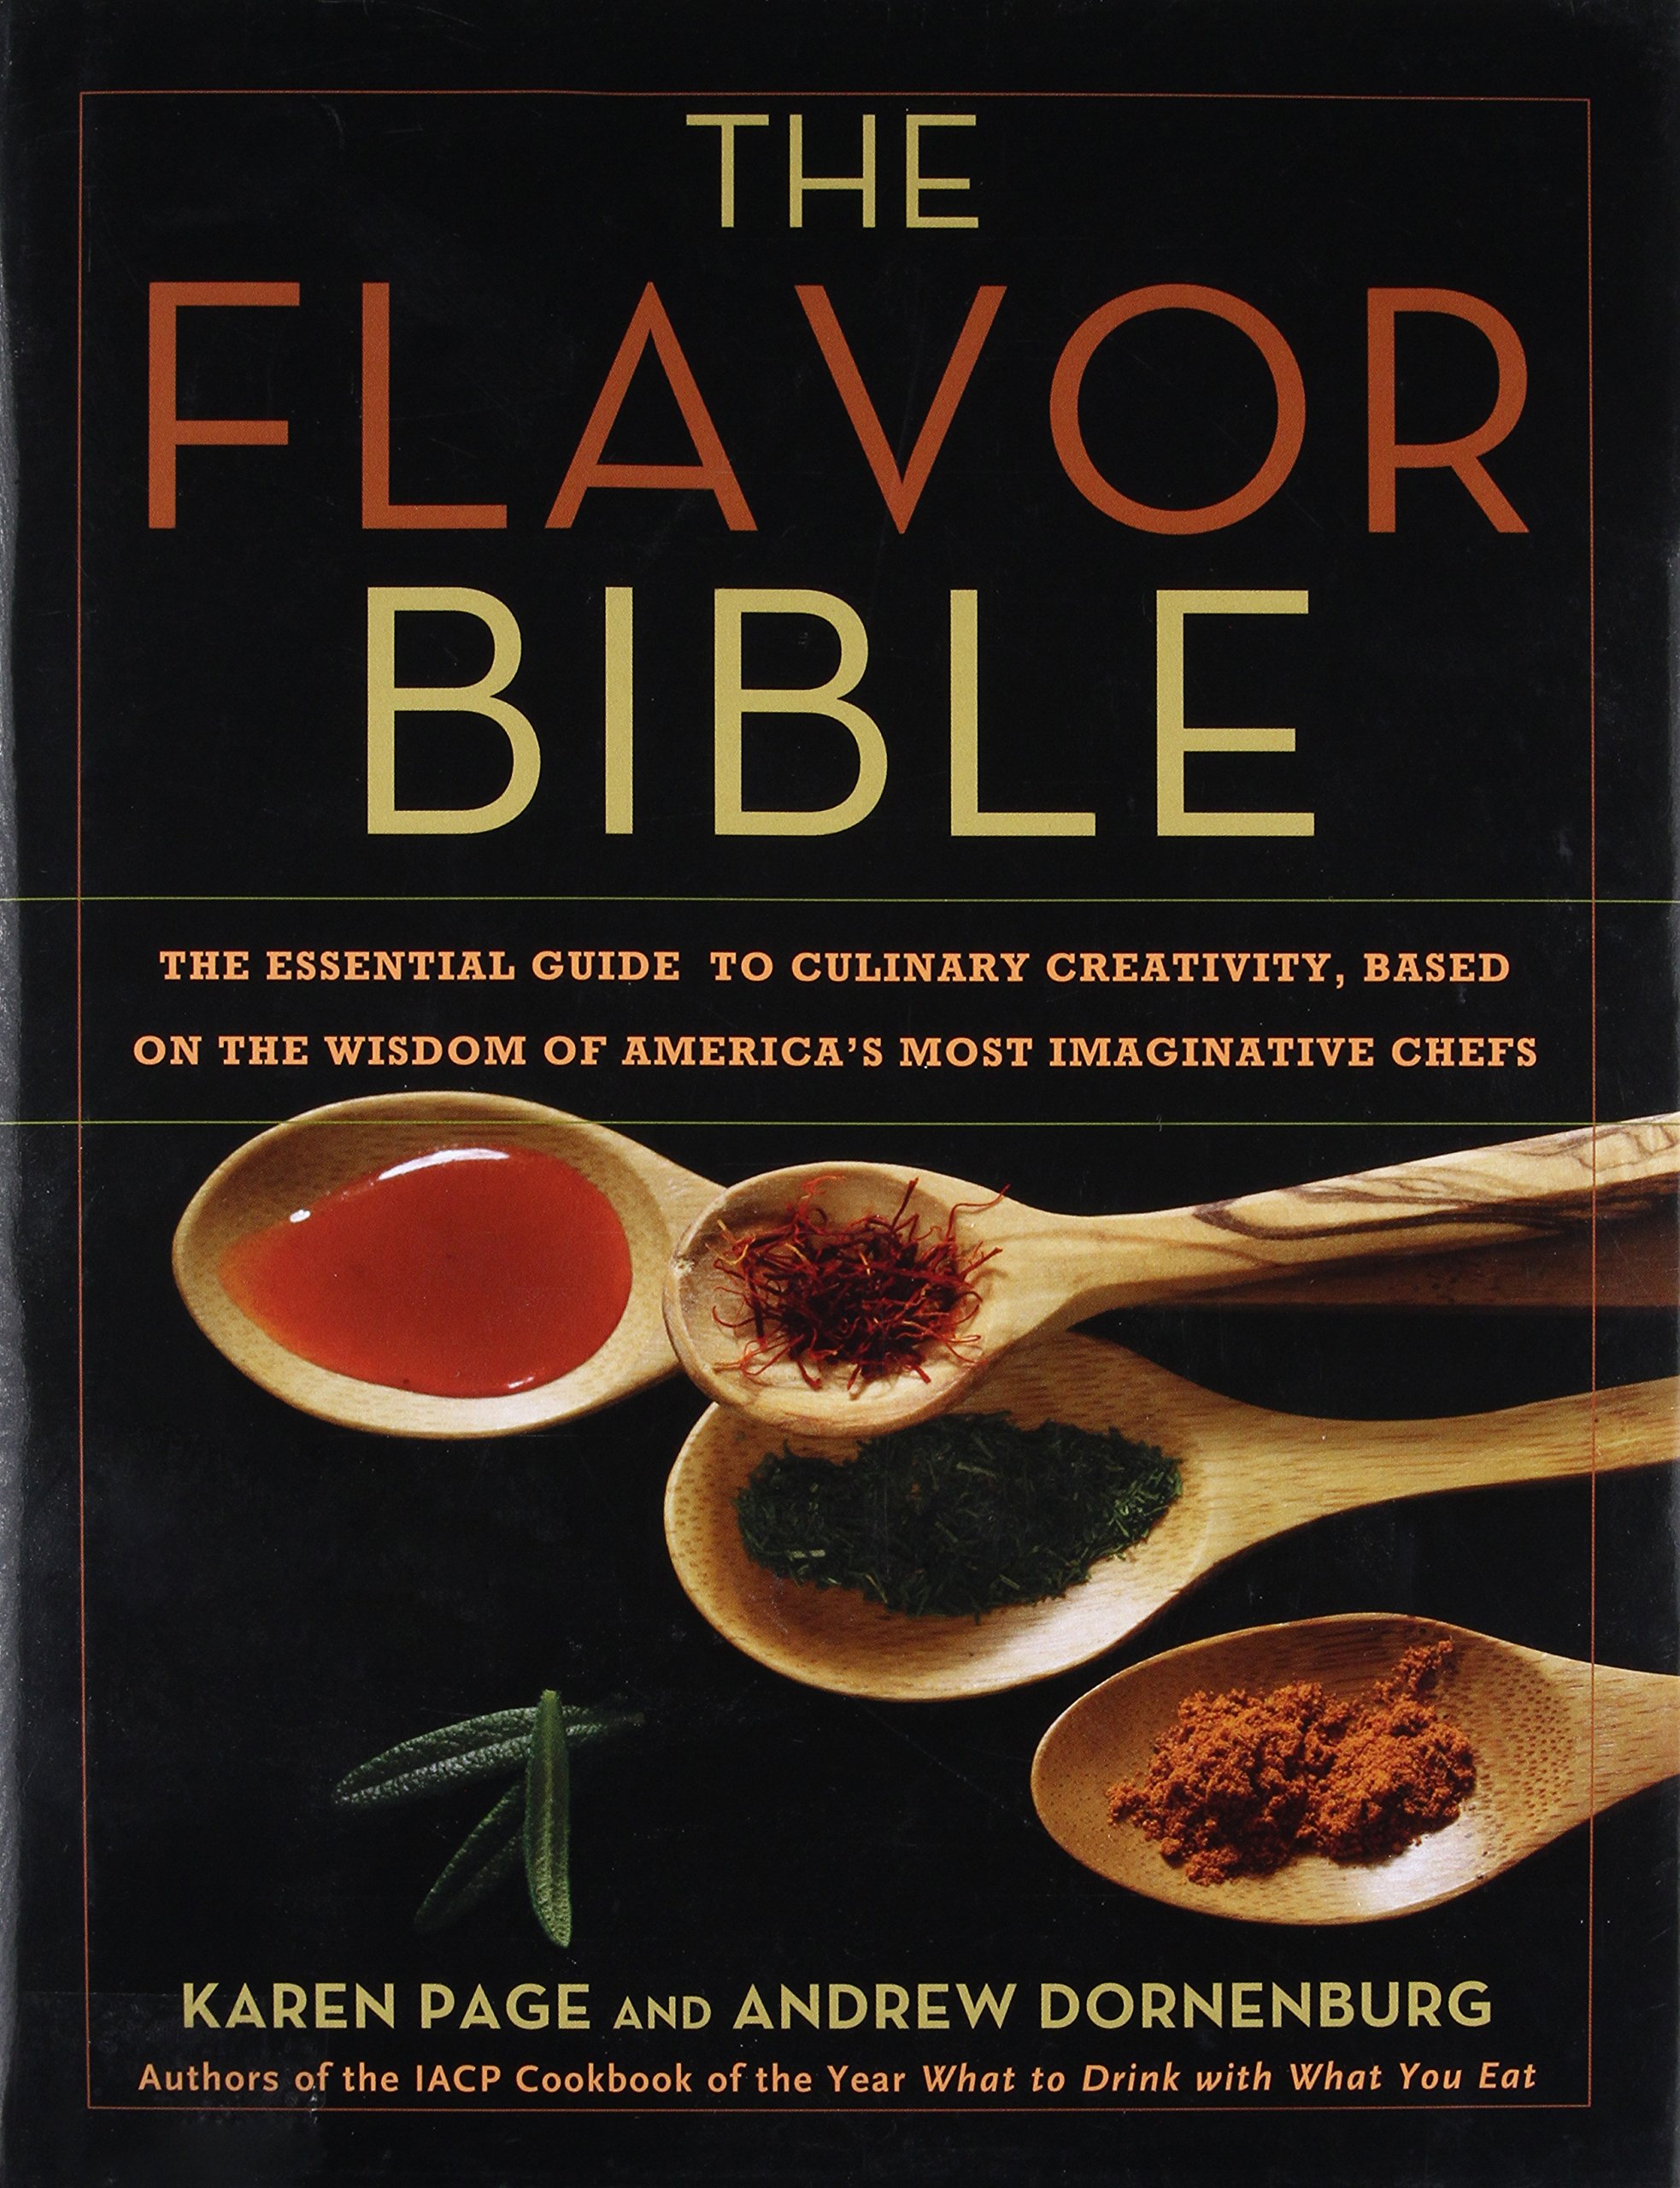 THE
FLAVOR
BIBLE
THE ESSENTIAL GUIDE TO CULINARY CREATIVITY, BASED
ON THE WISDOM OF AMERICA'S MOST IMAGINATIVE CHEFS
KAREN PAGE AND ANDREW DORNENBURG
Authors of the IACP Cookbook of the Year What to Drink with What You Eat